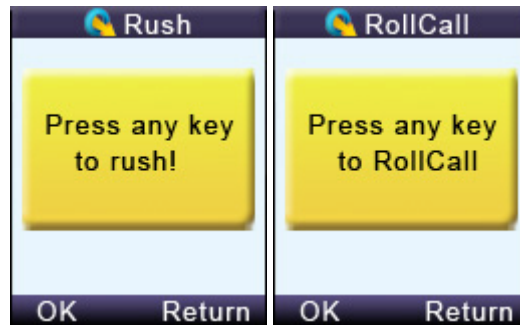 Rush
Press any key
to rush!
OK Return
RollCall
Press any key
to RollCall
OK Return